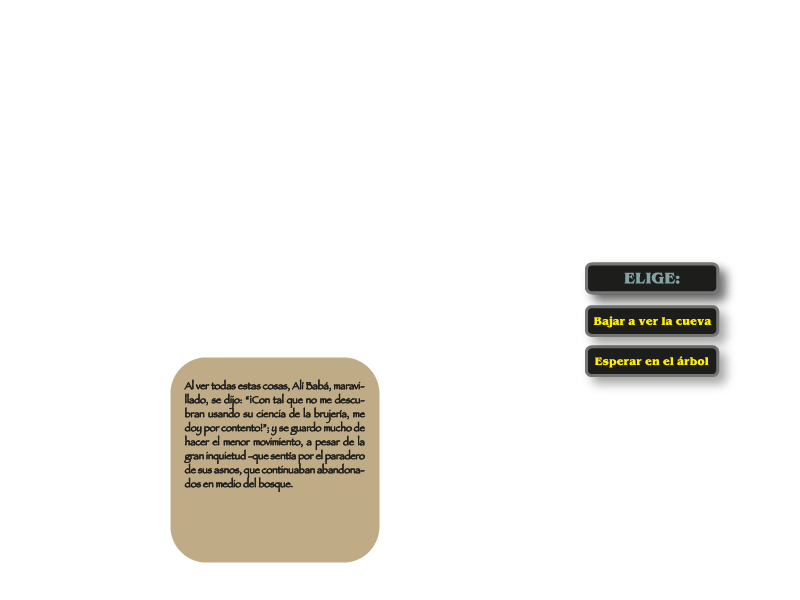 Al ver todas estas cosas, Alí Babá, maravi-
llado, se dijo: "¡Con tal que no me descu-
bran usando su ciencia de la brujería, me
doy por contento!"; y se guardo mucho de
hacer el menor movimiento, a pesar de la
gran inquietud -que sentía por el paradero
de sus asnos, que continuaban abandona-
dos en medio del bosque.
ELIGE:
Bajar a ver la cueva
Esperar en el árbol